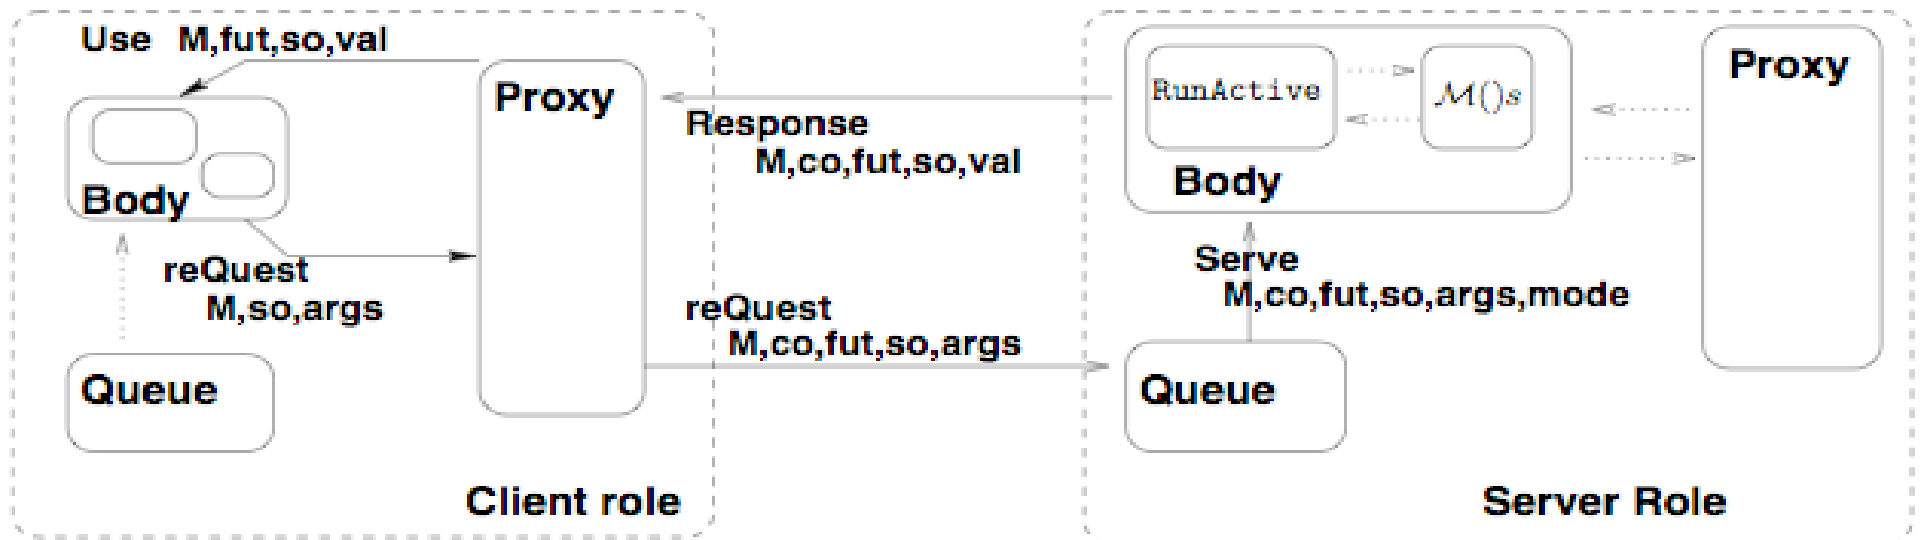 Use M,fut,so,val
Proxy
Body
reQuest
M,so,args
Queue
Client role
Response
M,co,fut,so,val
reQuest
M,co,fut,so,args
RunActive
ℳ()s
Body
Serve
M,co,fut,so,args,mode
Queue
Proxy
Server Role